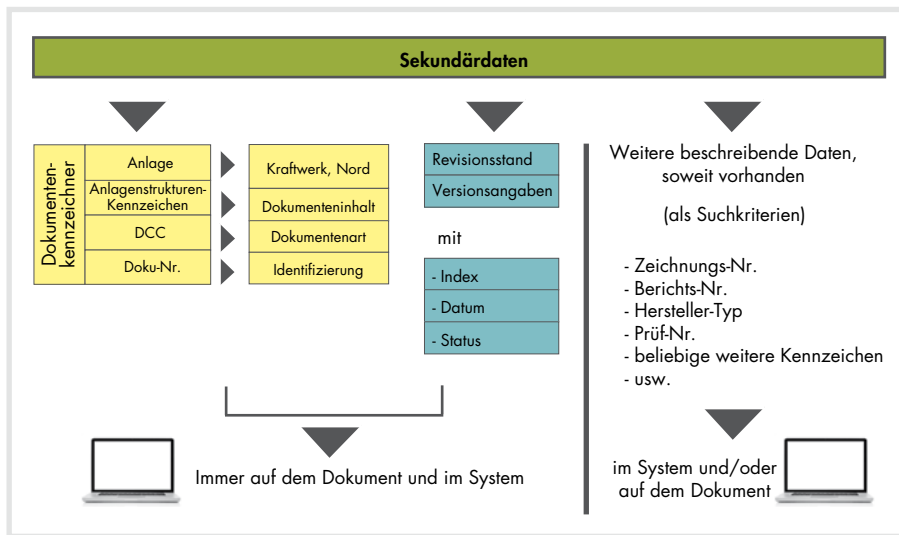 Sekundärdaten
Dokumenten-
kennzeichner
Anlage
Anlagenstrukturen-
Kennzeichen
DCC
Doku-Nr.
Kraftwerk, Nord
Dokumenteninhalt
Dokumentenart
Identifizierung
Revisionsstand
Versionsangaben
mit
- Index
- Datum
- Status
Immer auf dem Dokument und im System
Weitere beschreibende Daten,
soweit vorhanden
(als Suchkriterien)
- Zeichnungs-Nr.
- Berichts-Nr.
- Hersteller-Typ
- Prüf-Nr.
- beliebige weitere Kennzeichen
- usw.
im System und/oder
auf dem Dokument